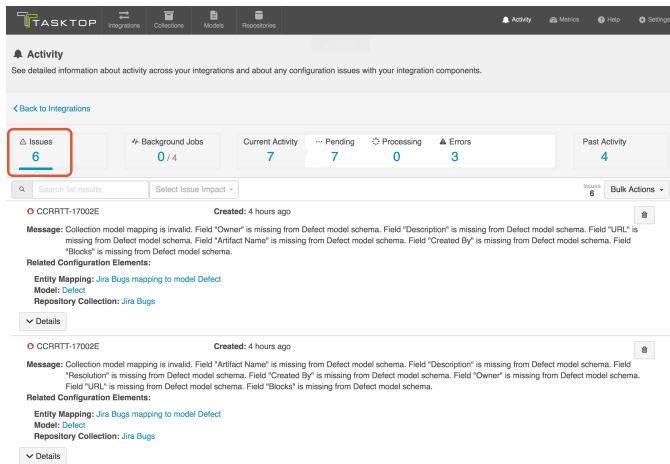 TASKTOP
Integrations
Collections
Models
Repositories
Activity
Metrics
Help
Settings
Activity
See detailed information about activity across your integrations and about any configuration issues with your integration components.
Back to Integrations
Issues
6
Background Jobs
0 / 4
Current Activity
7
Pending
7
Processing
0
Errors
3
Past Activity
4
Search list results
Select Issue Impact
Issues
6
Bulk Actions
CCRRTT-17002E Created: 4 hours ago
Message: Collection model mapping is invalid. Field "Owner" is missing from Defect model schema. Field "Description" is missing from Defect model schema. Field "URL" is
missing from Defect model schema. Field "Artifact Name" is missing from Defect model schema. Field "Created By" is missing from Defect model schema. Field
"Blocks" is missing from Defect model schema.
Related Configuration Elements:
Entity Mapping: Jira Bugs mapping to model Defect
Model: Defect
Repository Collection: Jira Bugs
Details
CCRRTT-17002E Created: 4 hours ago
Message: Collection model mapping is invalid. Field "Artifact Name" is missing from Defect model schema. Field "Description" is missing from Defect model schema. Field
"Resolution" is missing from Defect model schema. Field "Created By" is missing from Defect model schema. Field "Owner" is missing from Defect model schema.
Field "URL" is missing from Defect model schema. Field "Blocks" is missing from Defect model schema.
Related Configuration Elements:
Entity Mapping: Jira Bugs mapping to model Defect
Model: Defect
Repository Collection: Jira Bugs
Details